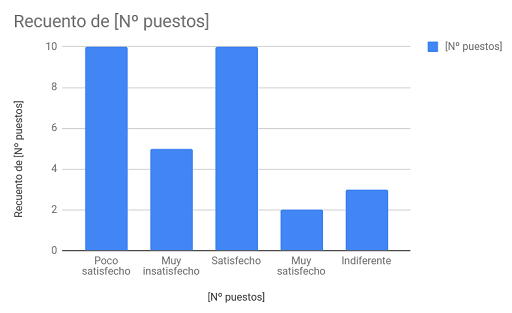 Recuento de [Nº puestos]
[Nº puestos]
Recuento de [Nº puestos]
10
8
6
4
2
0
Poco
satisfecho
Muy
insatisfecho
Satisfecho
Muy
satisfecho
Indiferente
[Nº puestos]